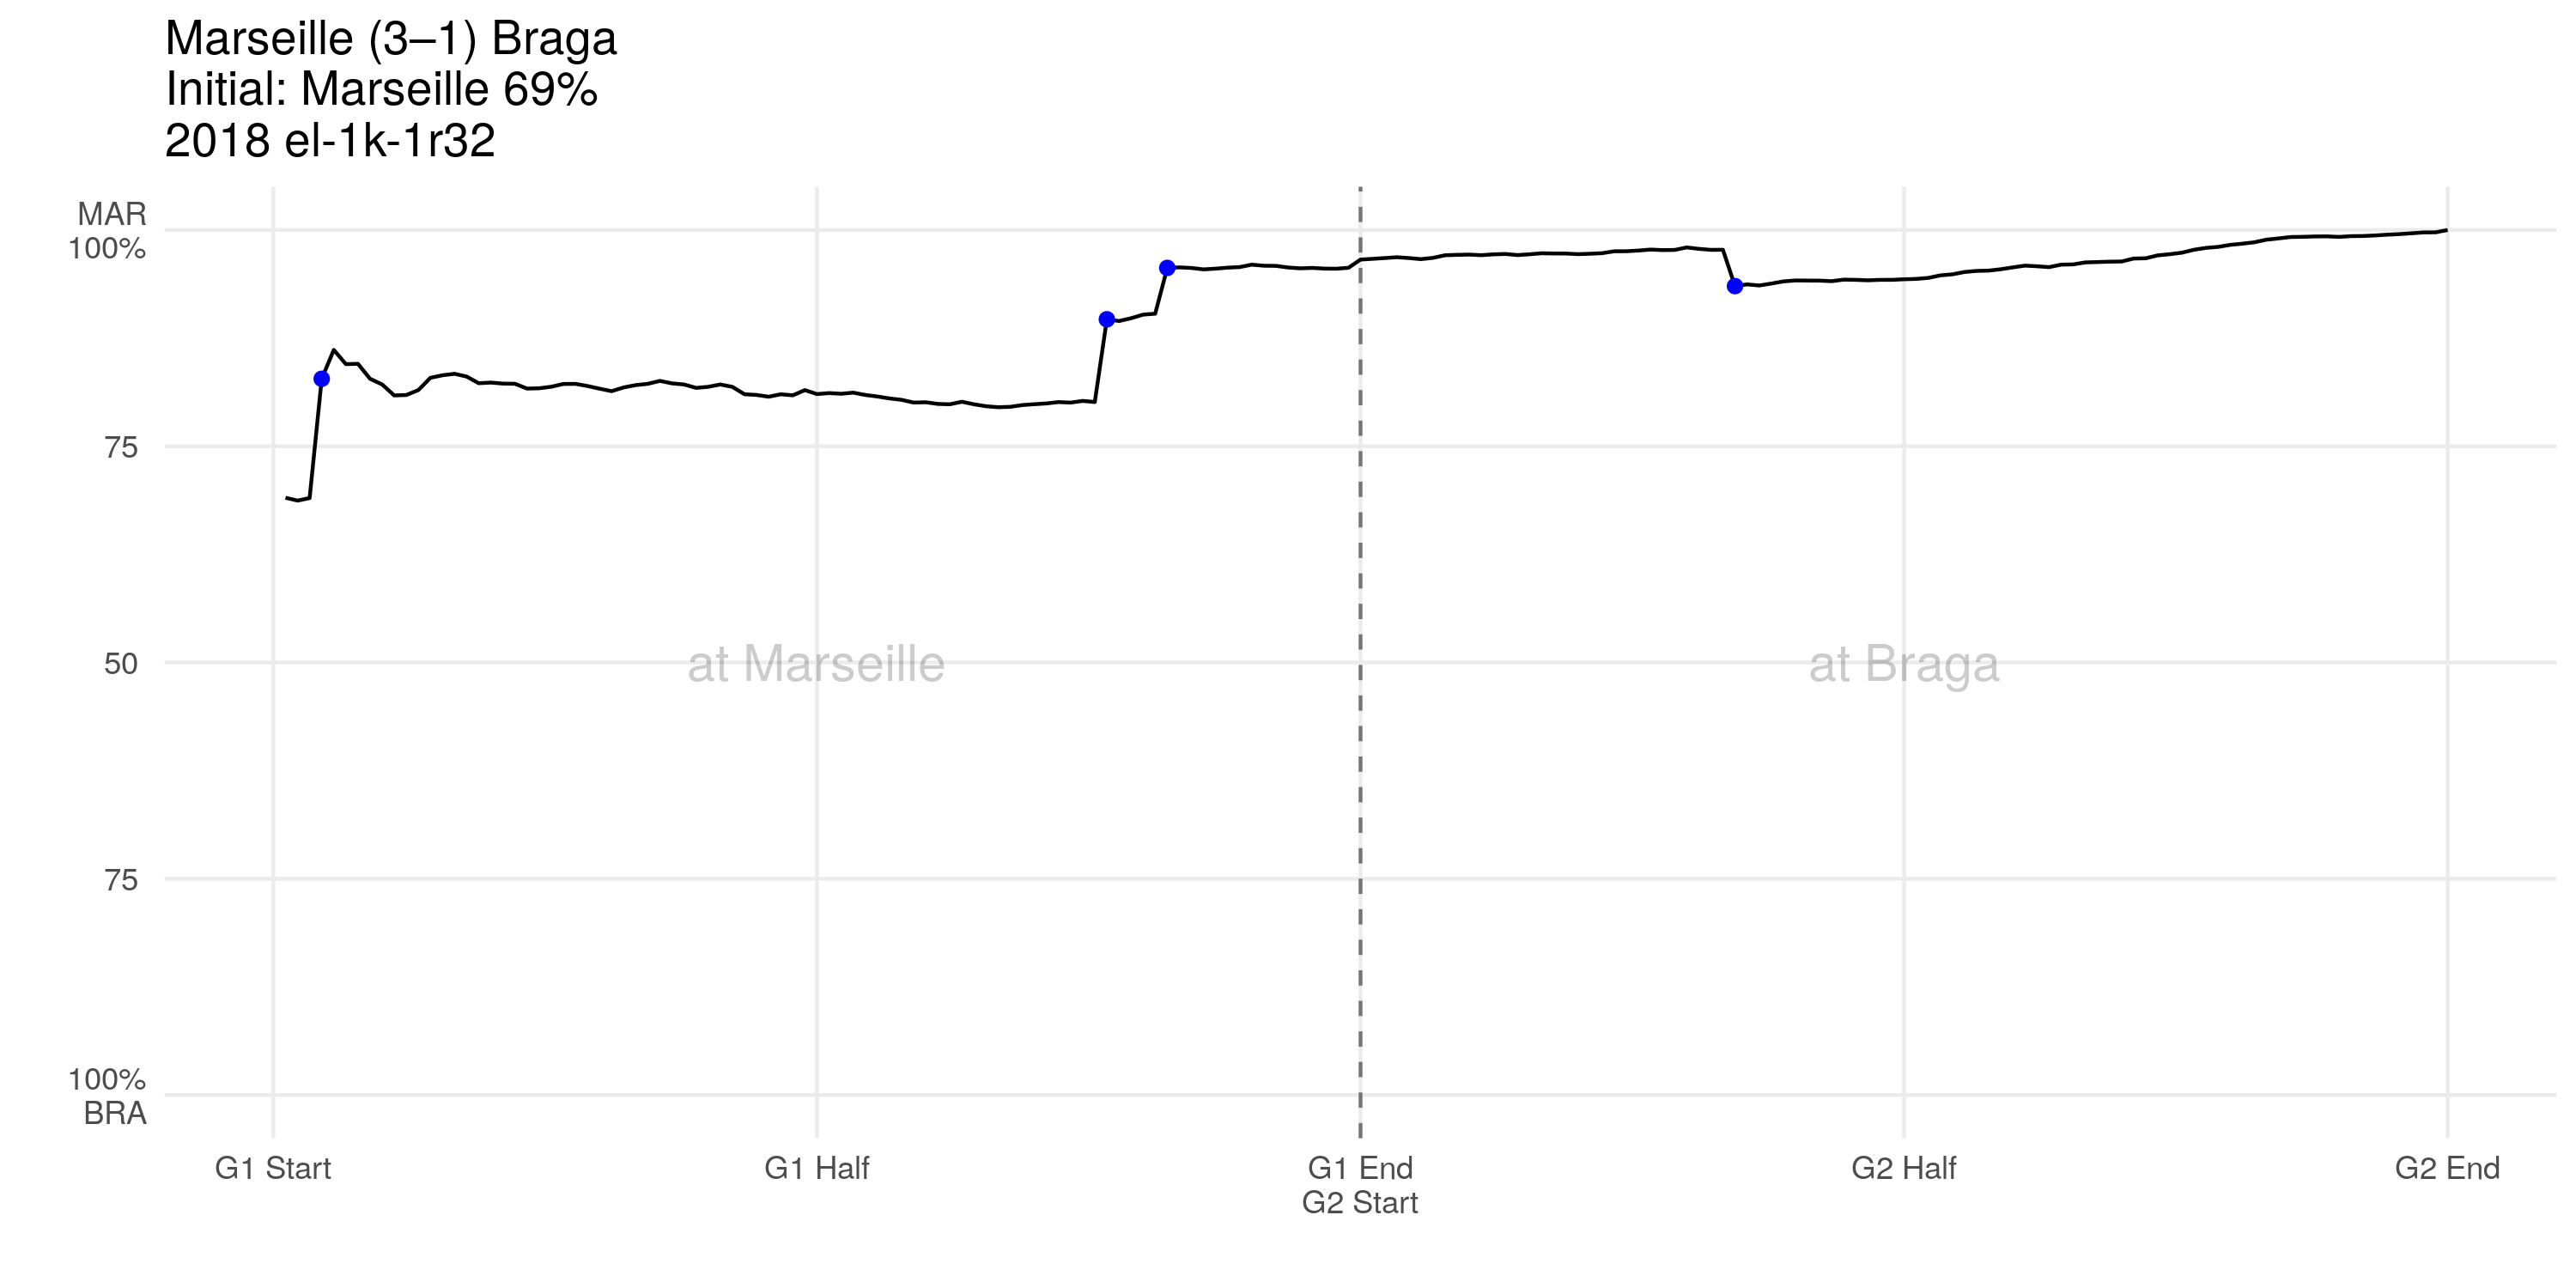 Marseille (3–1) Braga
Initial: Marseille 69%
2018 el-1k-1r32
MAR
100%
75
50
75
100%
BRA
at Marseille
at Braga
G1 Start
G1 Half
G1 End
G2 Start
G2 Half
G2 End